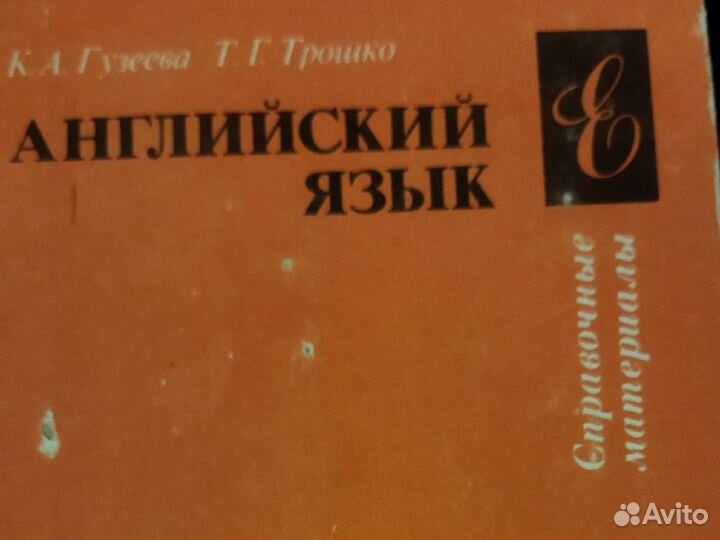 К. А. Гузеева Т. Г. Трошко
АНГЛИЙСКИЙ
ЯЗЫК
Е
Справочные
материалы
Avito